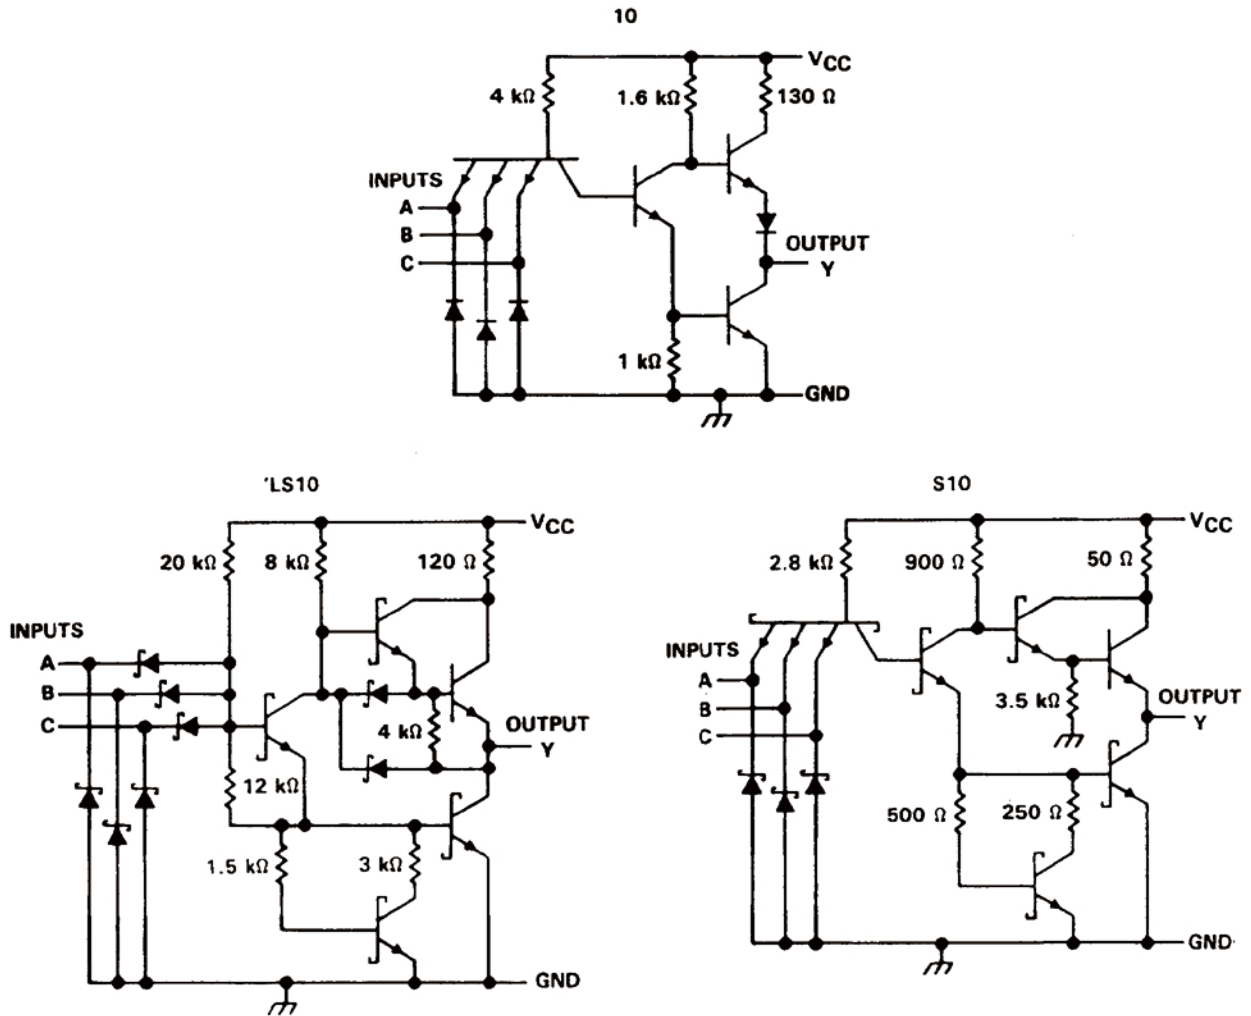 10
VCC
4 kΩ
1.6 kΩ
130 Ω
INPUTS
A
B
C
OUTPUT
Y
1 kΩ
GND
'LS10
VCC
20 kΩ
8 kΩ
120 Ω
INPUTS
A
B
C
4 kΩ
OUTPUT
Y
12 kΩ
1.5 kΩ
3 kΩ
GND
S10
VCC
2.8 kΩ
900 Ω
50 Ω
INPUTS
A
B
C
3.5 kΩ
OUTPUT
Y
500 Ω
250 Ω
GND